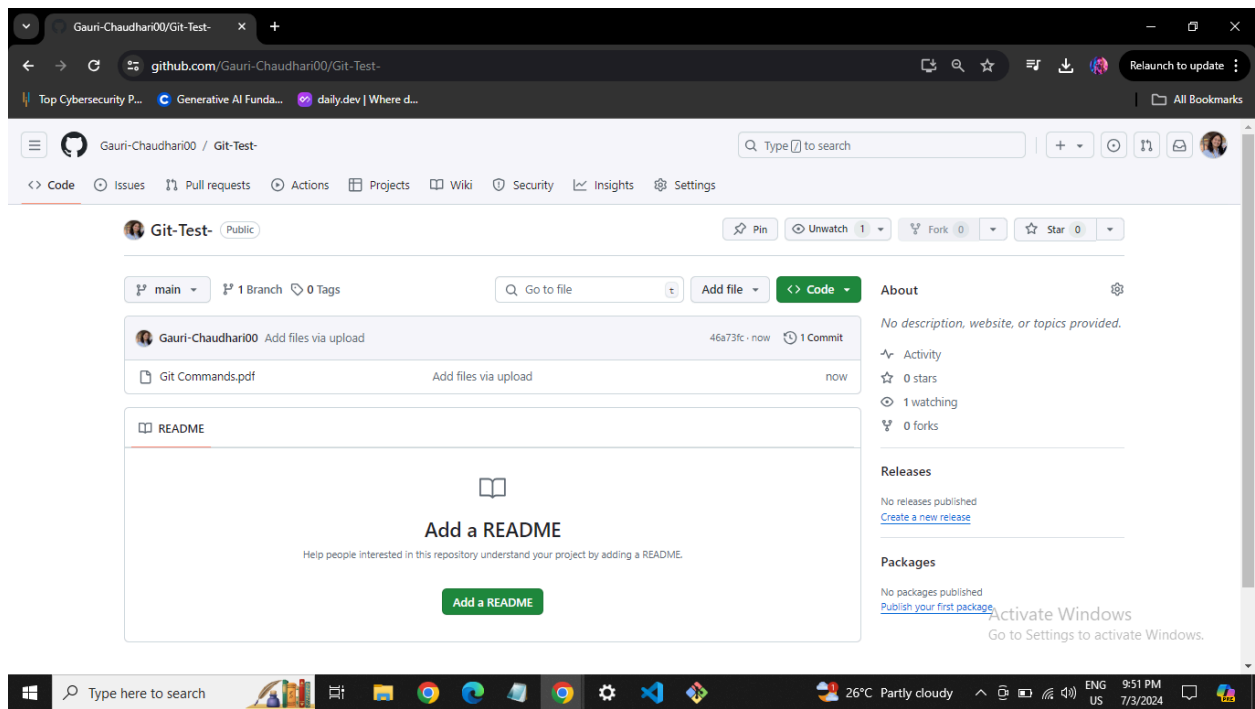 Gauri-Chaudhari00/Git-Test-
github.com/Gauri-Chaudhari00/Git-Test-
Relaunch to update
Top Cybersecurity P...
Generative AI Funda...
daily.dev | Where d...
All Bookmarks
Gauri-Chaudhari00 / Git-Test-
Type / to search
Code
Issues
Pull requests
Actions
Projects
Wiki
Security
Insights
Settings
Git-Test- Public
Pin
Unwatch 1
Fork 0
Star 0
main
1 Branch
0 Tags
Go to file t
Add file
<> Code
Gauri-Chaudhari00 Add files via upload 46a73fc · now 1 Commit
Git Commands.pdf Add files via upload now
README
Add a README
Help people interested in this repository understand your project by adding a README.
Add a README
About
No description, website, or topics provided.
Activity
0 stars
1 watching
0 forks
Releases
No releases published
Create a new release
Packages
No packages published
Publish your first package
Activate Windows
Go to Settings to activate Windows.
Type here to search
26°C Partly cloudy
ENG
US
9:51 PM
7/3/2024